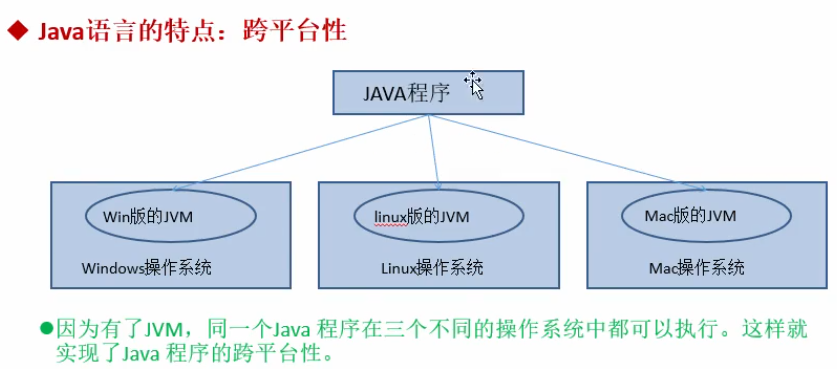 Java语言的特点：跨平台性
JAVA程序
Win版的JVM
linux版的JVM
Mac版的JVM
Windows操作系统
Linux操作系统
Mac操作系统
因为有了JVM，同一个Java 程序在三个不同的操作系统中都可以执行。这样就
实现了Java 程序的跨平台性。